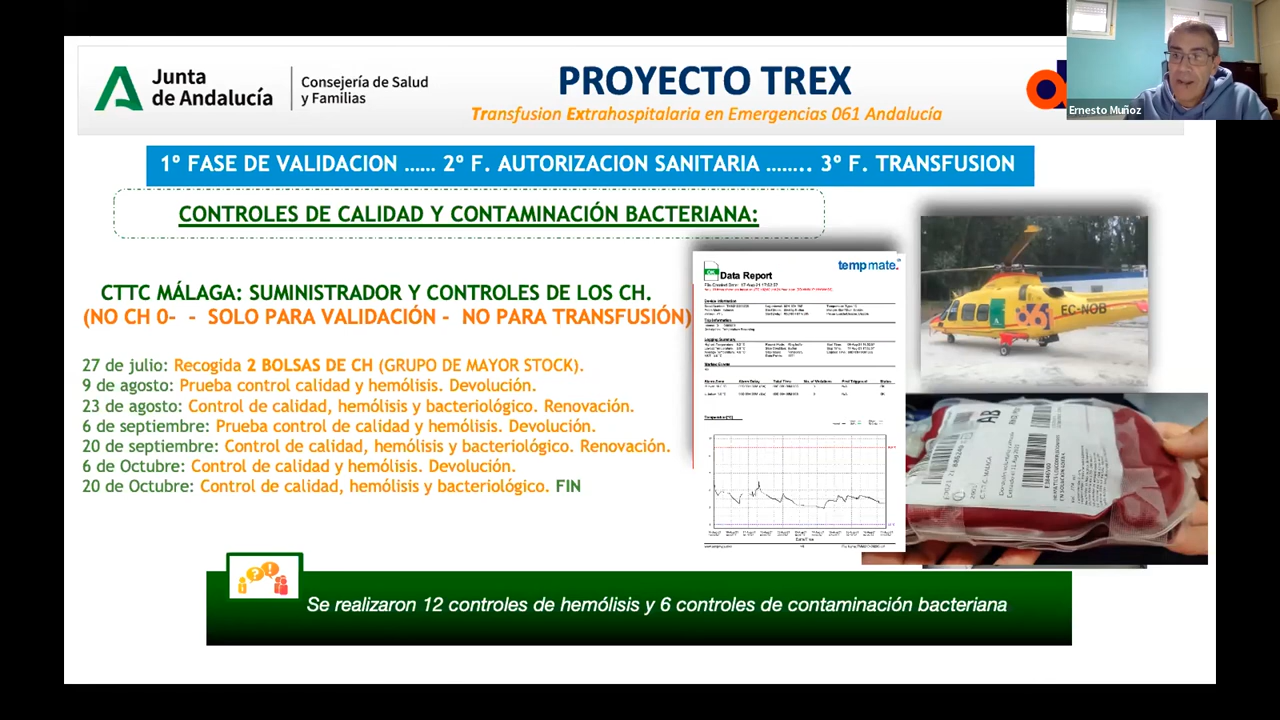 Junta
de Andalucía
Consejería de Salud
y Familias
PROYECTO TREX
Transfusion Extrahospitalaria en Emergencias 061 Andalucía
Ernesto Muñoz
1º FASE DE VALIDACION ...... 2º F. AUTORIZACION SANITARIA ........ 3º F. TRANSFUSION
CONTROLES DE CALIDAD Y CONTAMINACIÓN BACTERIANA:
CTTC MÁLAGA: SUMINISTRADOR Y CONTROLES DE LOS CH.
(NO CH 0- - SOLO PARA VALIDACIÓN - NO PARA TRANSFUSIÓN)
27 de julio: Recogida 2 BOLSAS DE CH (GRUPO DE MAYOR STOCK).
9 de agosto: Prueba control calidad y hemólisis. Devolución.
23 de agosto: Control de calidad, hemólisis y bacteriológico. Renovación.
6 de septiembre: Prueba control de calidad y hemólisis. Devolución.
20 de septiembre: Control de calidad, hemólisis y bacteriológico. Renovación.
6 de Octubre: Control de calidad y hemólisis. Devolución.
20 de Octubre: Control de calidad, hemólisis y bacteriológico. FIN
OK
Data Report
tempmate.
061
EC-NOB
AB
Se realizaron 12 controles de hemólisis y 6 controles de contaminación bacteriana